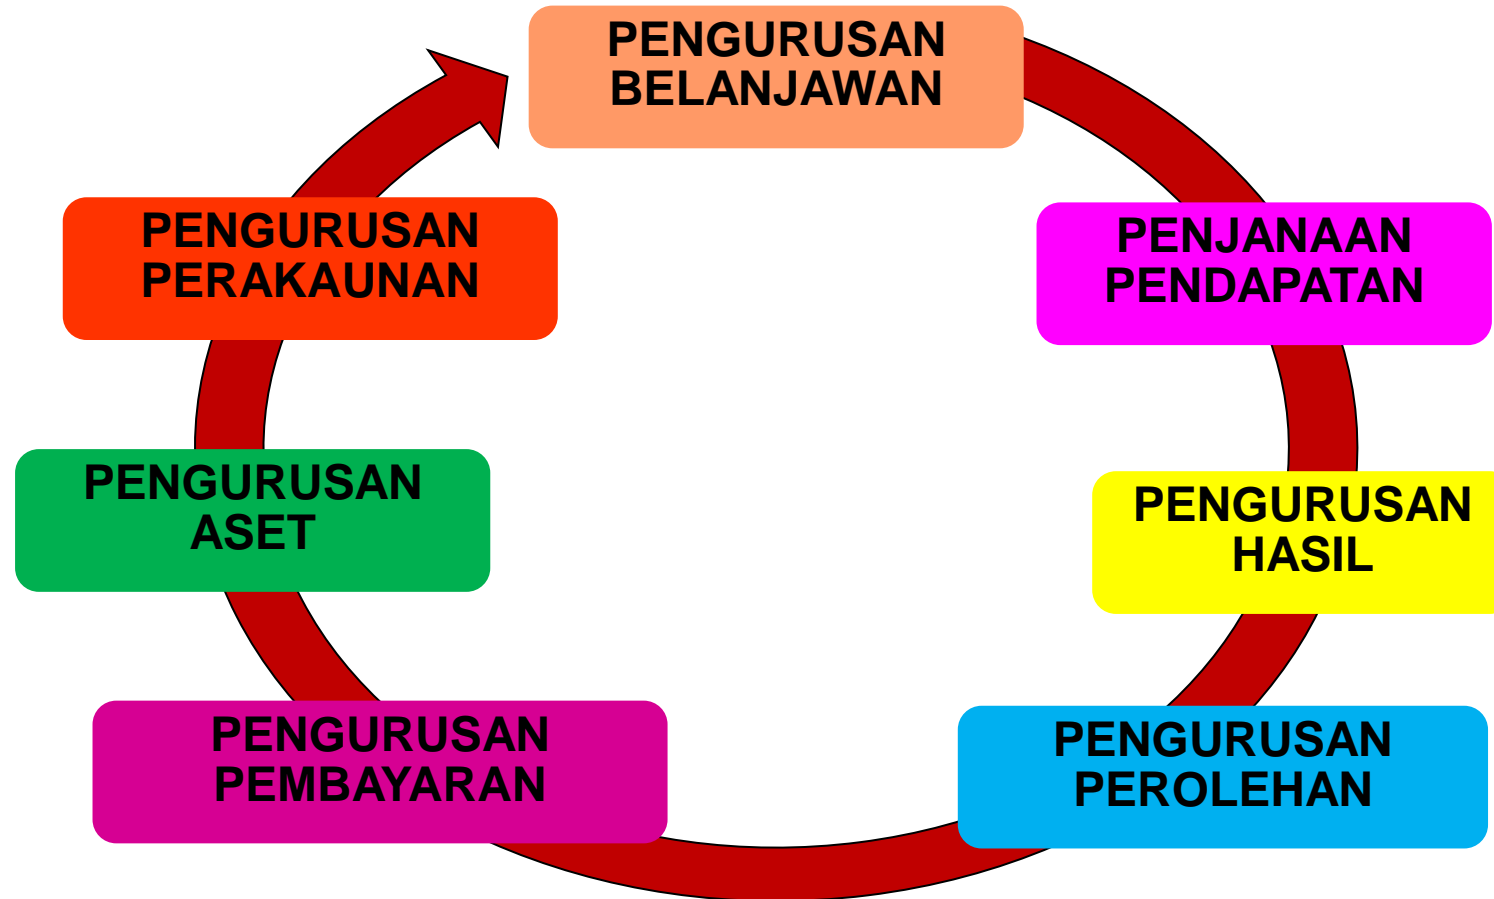 PENGURUSAN
BELANJAWAN
PENJANAAN
PENDAPATAN
PENGURUSAN
HASIL
PENGURUSAN
PEROLEHAN
PENGURUSAN
PEMBAYARAN
PENGURUSAN
ASET
PENGURUSAN
PERAKAUNAN